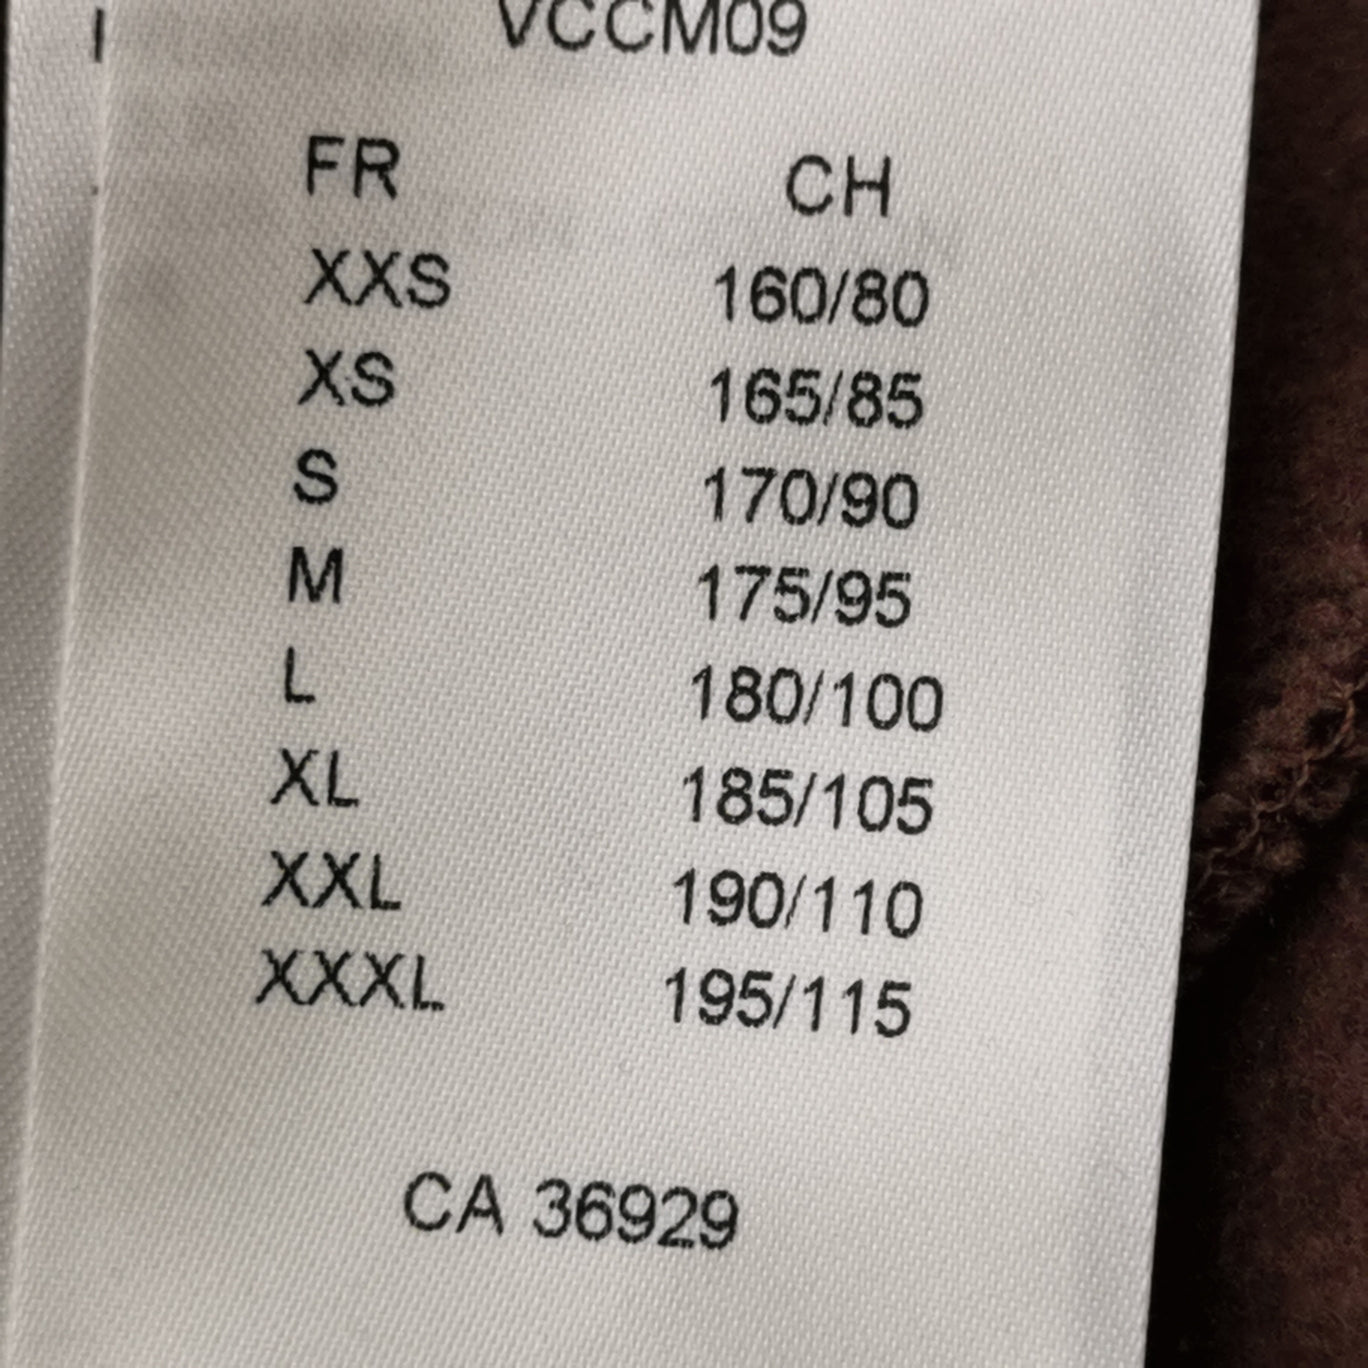 VCCM09
FR CH
XXS 160/80
XS 165/85
S 170/90
M 175/95
L 180/100
XL 185/105
XXL 190/110
XXXL 195/115
CA 36929